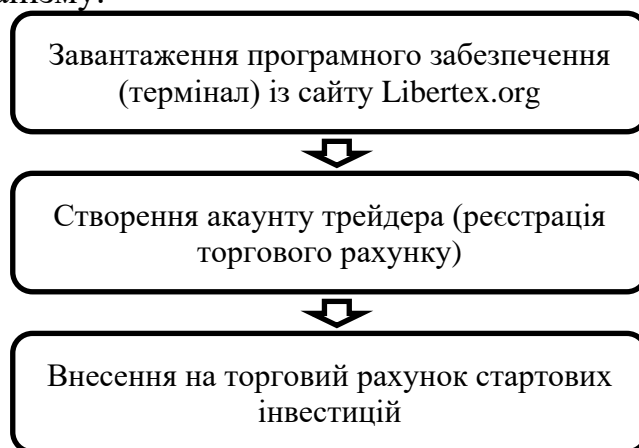 Завантаження програмного забезпечення
(термінал) із сайту Libertex.org
Створення акаунту трейдера (реєстрація
торгового рахунку)
Внесення на торговий рахунок стартових
інвестицій